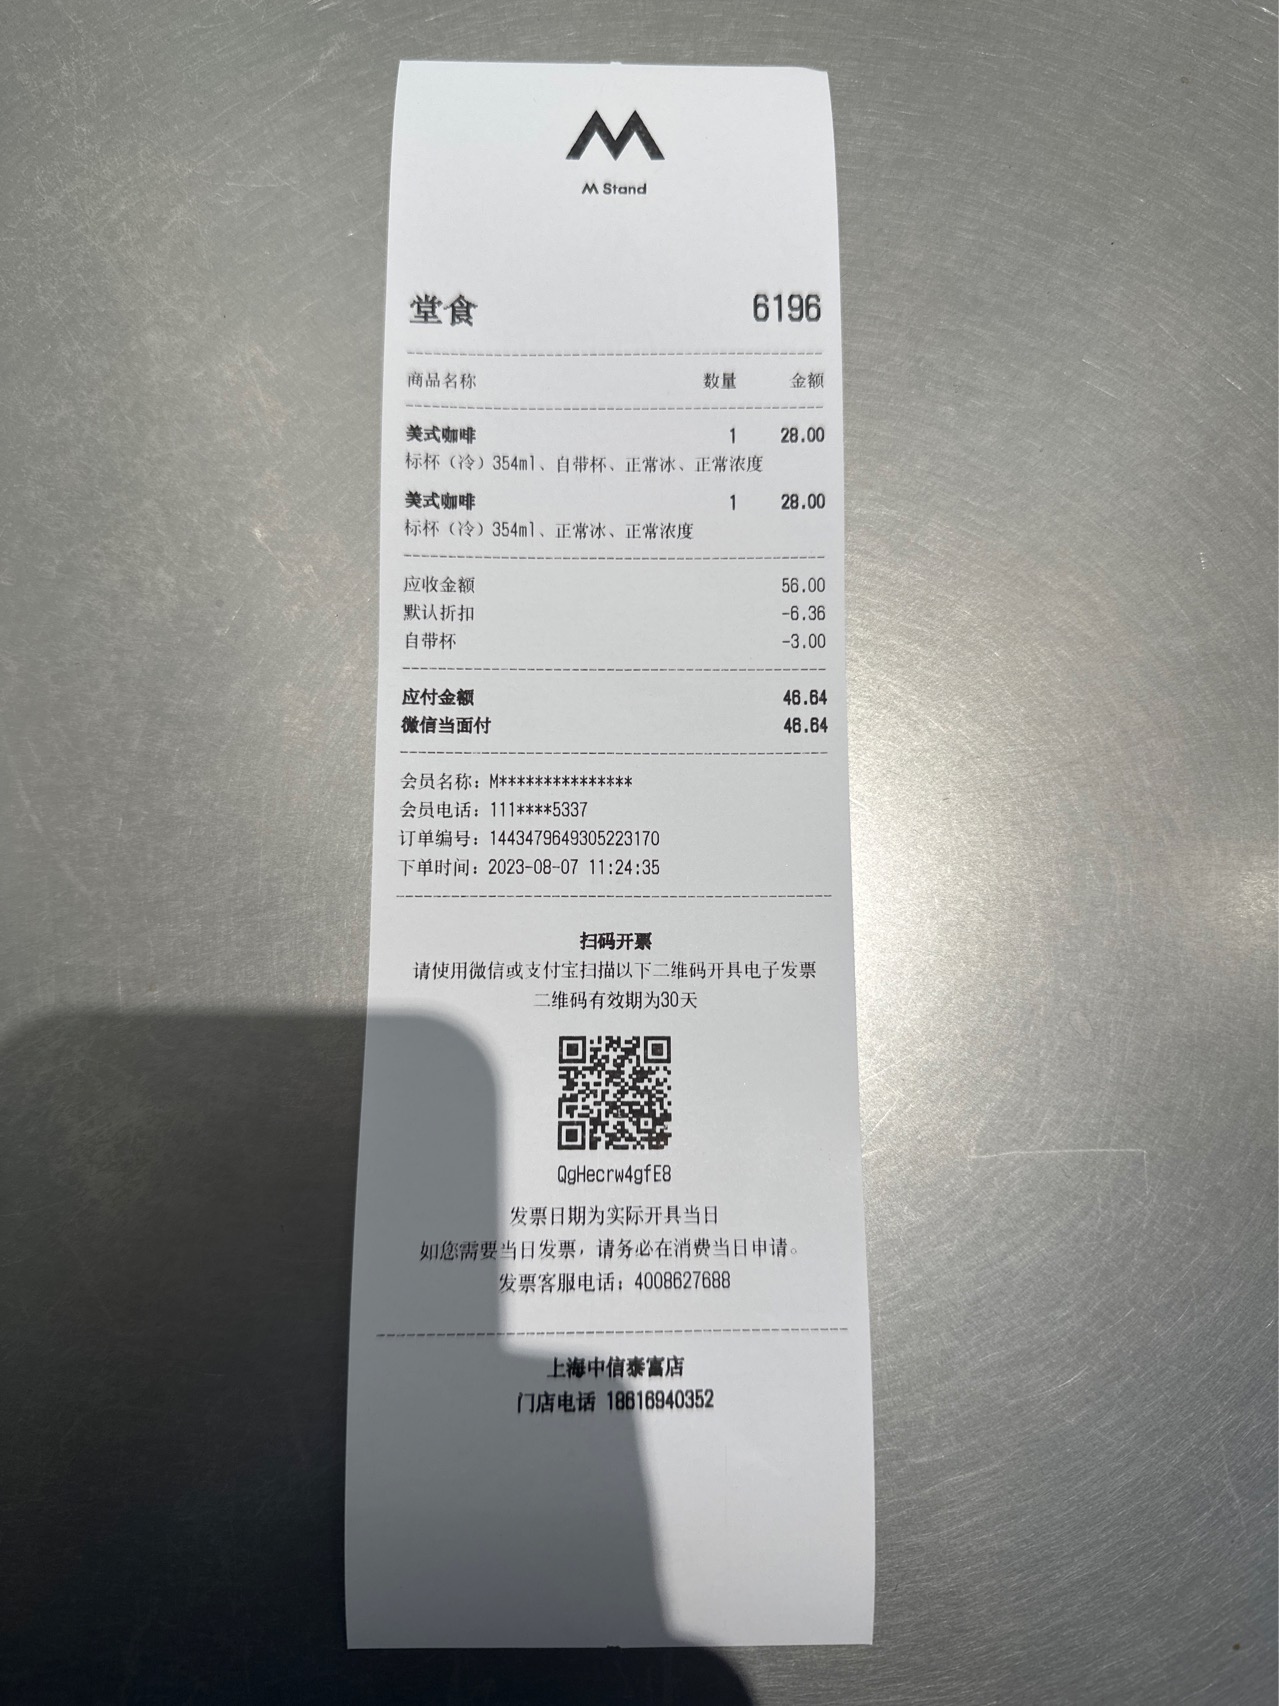 M Stand
堂食 6196
商品名称 数量 金额
美式咖啡 1 28.00
标杯（冷）354ml、自带杯、正常冰、正常浓度
美式咖啡 1 28.00
标杯（冷）354ml、正常冰、正常浓度
应收金额 56.00
默认折扣 -6.36
自带杯 -3.00
应付金额 46.64
微信当面付 46.64
会员名称：M***************
会员电话：111****5337
订单编号：1443479649305223170
下单时间：2023-08-07 11:24:35
扫码开票
请使用微信或支付宝扫描以下二维码开具电子发票
二维码有效期为30天
QgHecrw4gfE8
发票日期为实际开具当日
如您需要当日发票，请务必在消费当日申请。
发票客服电话：4008627688
上海中信泰富店
门店电话 18616940352